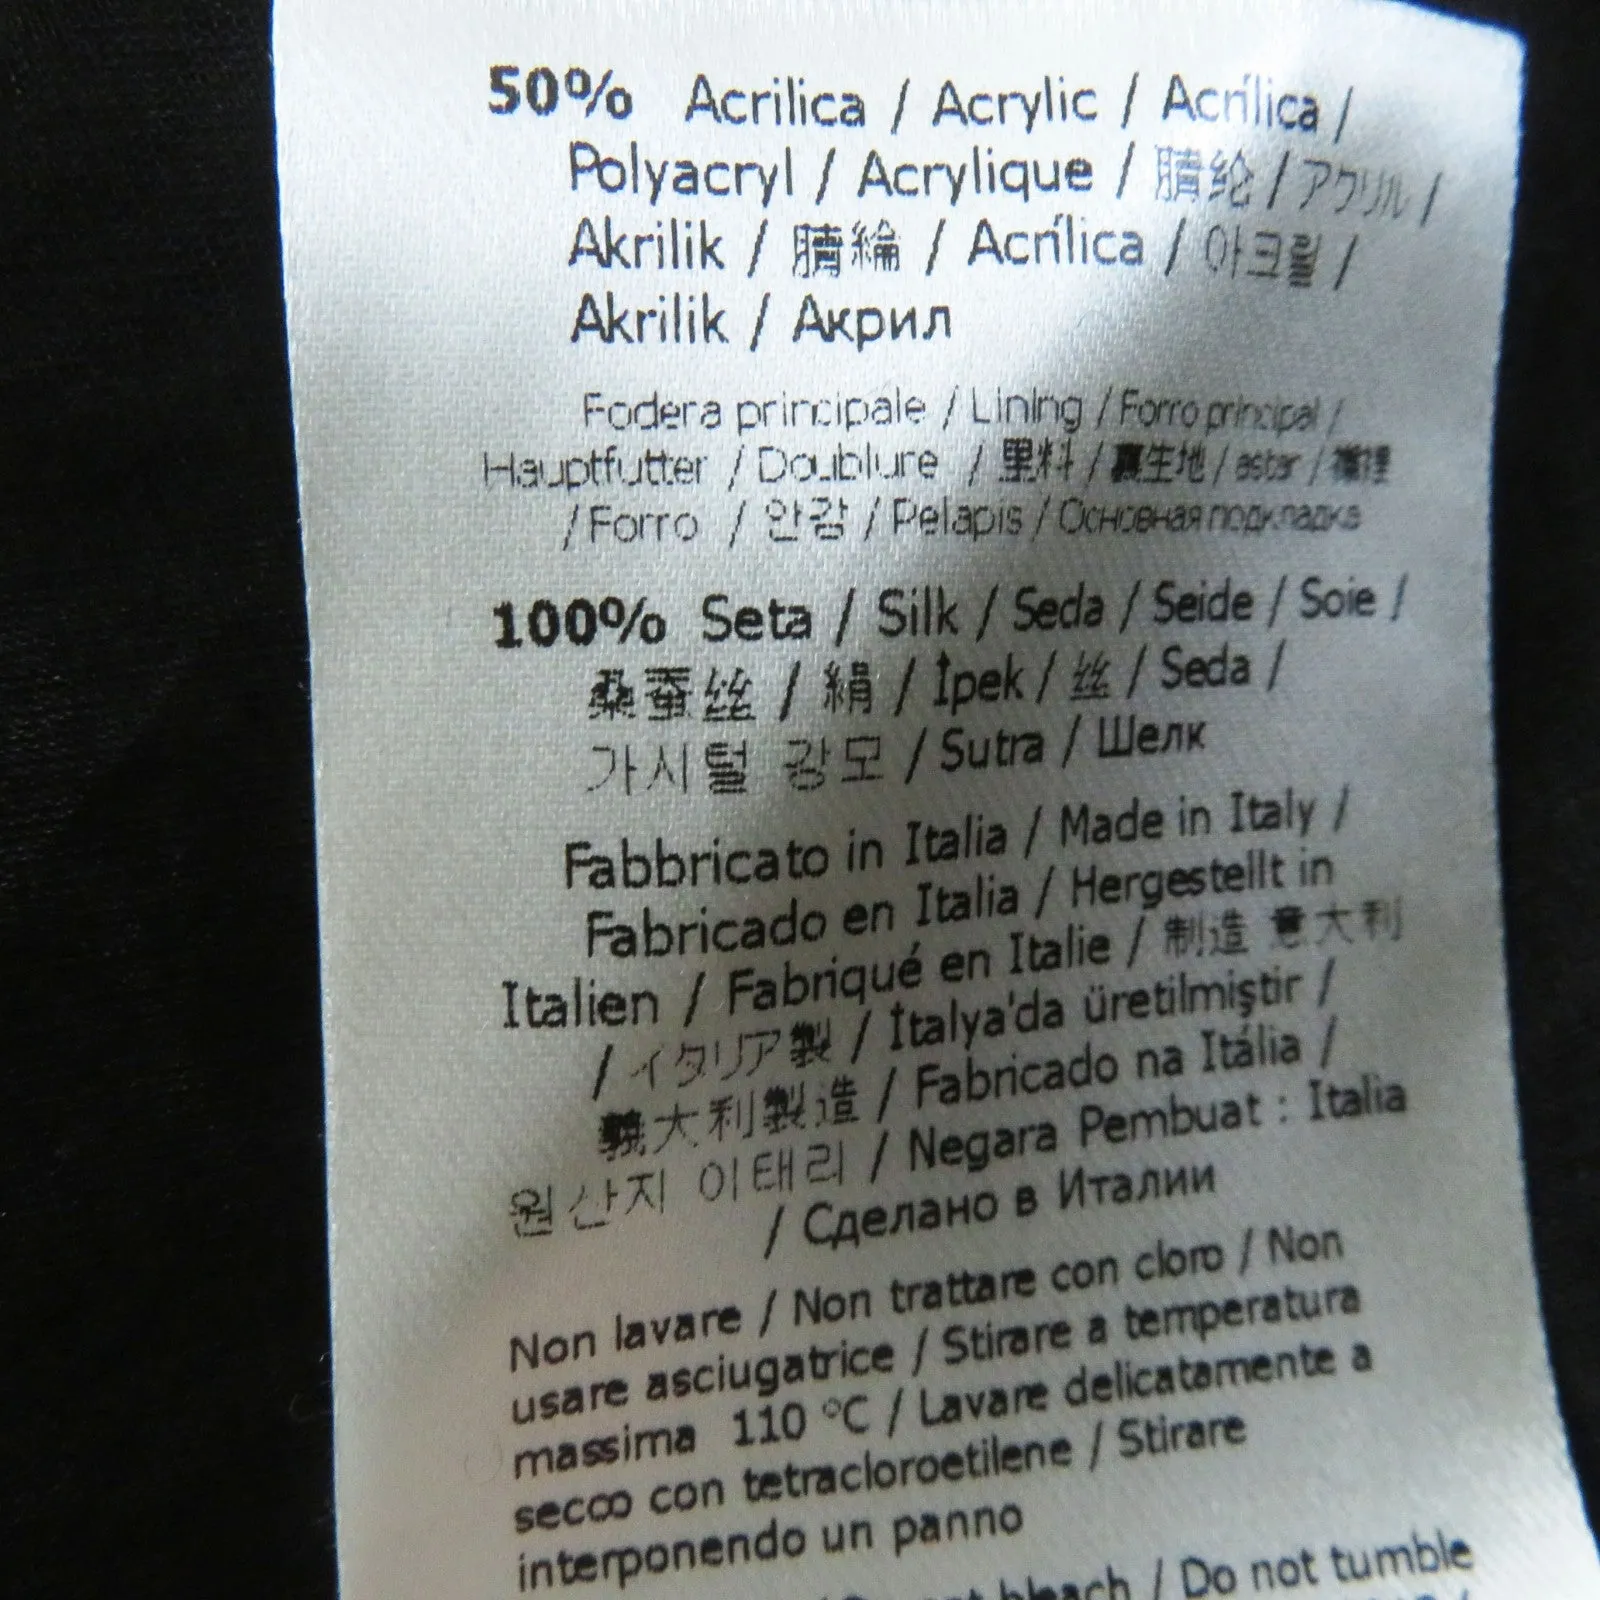 50% Acrilica / Acrylic / Acrílica /
Polyacryl / Acrylique / 腈纶 / アクリル /
Akrilik / 腈綸 / Acrílica / 아크릴 /
Akrilik / Акрил
Fodera principale / Lining / Forro principal /
Hauptfutter / Doublure / 里料 / 裏生地 / astar /
/ Forro / 안감 / Pelapis / Основная подкладка
100% Seta / Silk / Seda / Seide / Soie /
桑蚕丝 / 絹 / İpek / 丝 / Seda /
가시털 강모 / Sutra / Шелк
Fabbricato in Italia / Made in Italy /
Fabricado en Italia / Hergestellt in
Italien / Fabriqué en Italie / 制造 意大利
/ イタリア製 / İtalya'da üretilmiştir /
義大利製造 / Fabricado na Itália /
원산지 이태리 / Negara Pembuat : Italia
/ Сделано в Италии
Non lavare / Non trattare con cloro / Non
usare asciugatrice / Stirare a temperatura
massima 110 °C / Lavare delicatamente a
secco con tetracloroetilene / Stirare
interponendo un panno
bleach / Do not tumble